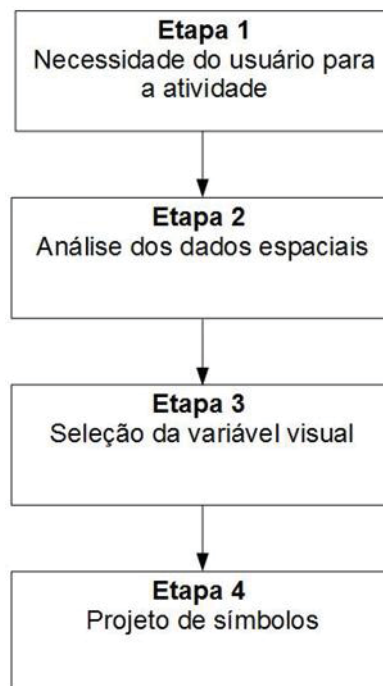 Etapa 1
Necessidade do usuário para
a atividade
Etapa 2
Análise dos dados espaciais
Etapa 3
Seleção da variável visual
Etapa 4
Projeto de símbolos